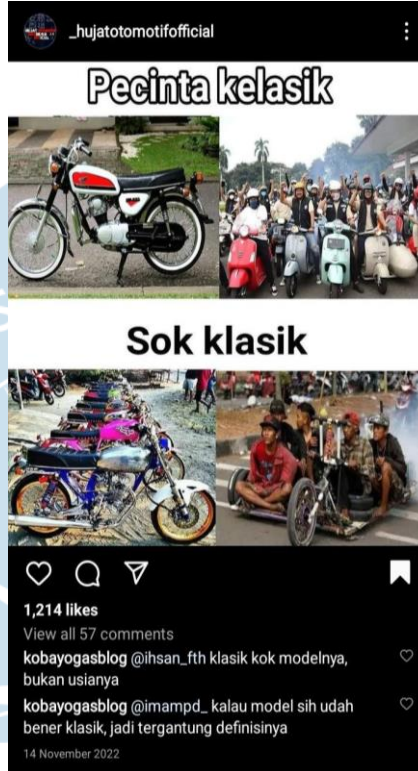 _hujatotomotifofficial
Pecinta kelasik
Sok klasik
1,214 likes
View all 57 comments
kobayogasblog @ihsan_fth klasik kok modelnya,
bukan usianya
kobayogasblog @imampd_ kalau model sih udah
bener klasik, jadi tergantung definisinya
14 November 2022